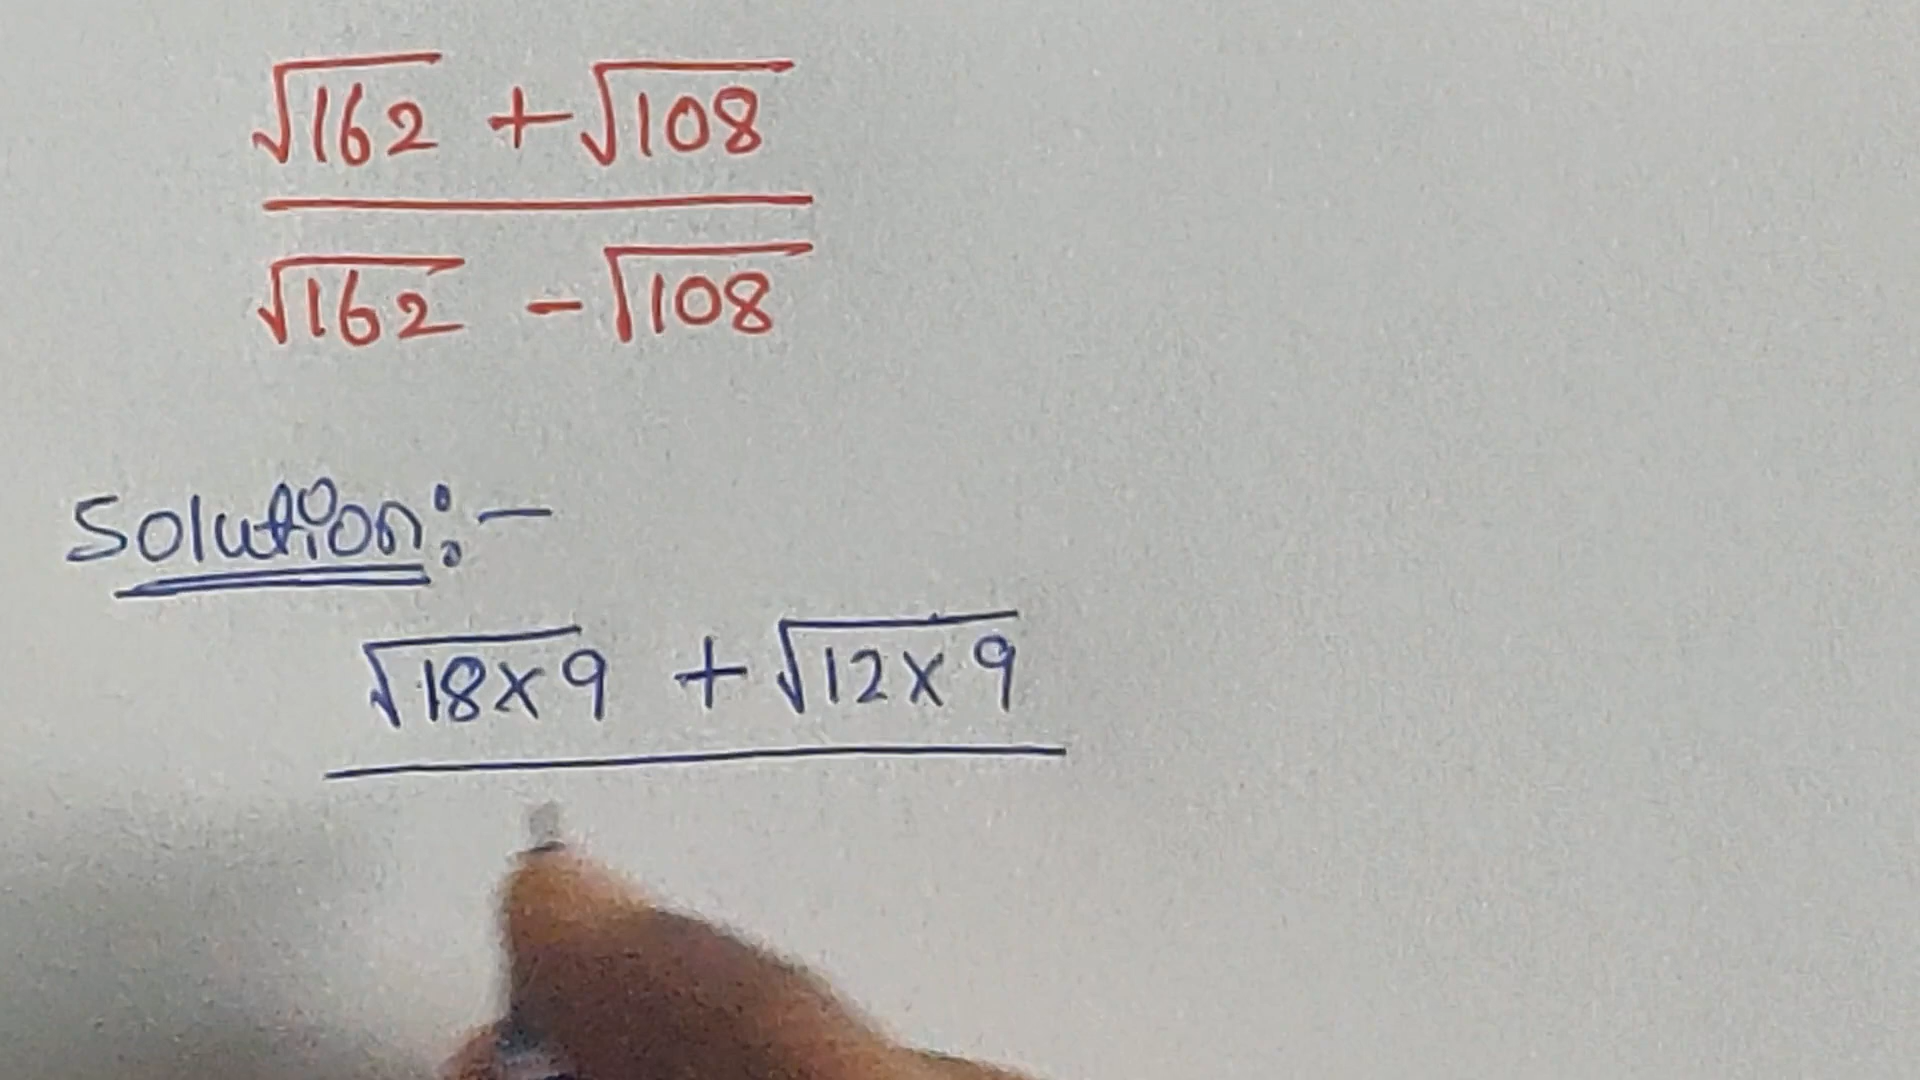 √162 + √108
√162 - √108
Solution:-
√18×9 + √12×9